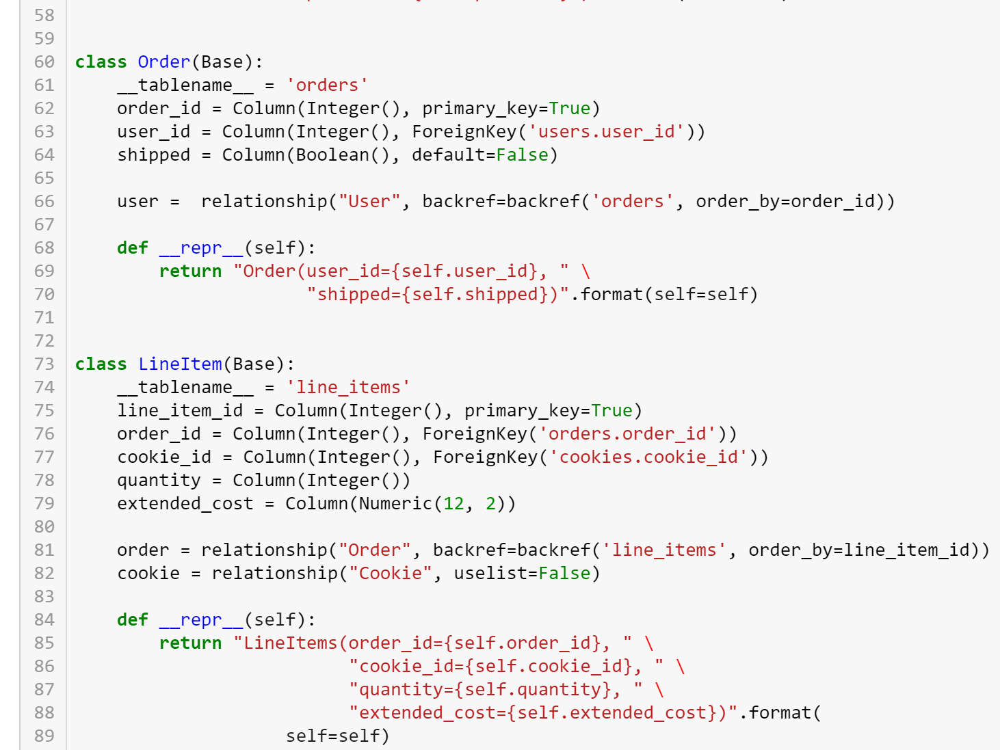 58
59
60 class Order(Base):
61     __tablename__ = 'orders'
62     order_id = Column(Integer(), primary_key=True)
63     user_id = Column(Integer(), ForeignKey('users.user_id'))
64     shipped = Column(Boolean(), default=False)
65
66     user =  relationship("User", backref=backref('orders', order_by=order_id))
67
68     def __repr__(self):
69         return "Order(user_id={self.user_id}, " \
70                       "shipped={self.shipped})".format(self=self)
71
72
73 class LineItem(Base):
74     __tablename__ = 'line_items'
75     line_item_id = Column(Integer(), primary_key=True)
76     order_id = Column(Integer(), ForeignKey('orders.order_id'))
77     cookie_id = Column(Integer(), ForeignKey('cookies.cookie_id'))
78     quantity = Column(Integer())
79     extended_cost = Column(Numeric(12, 2))
80
81     order = relationship("Order", backref=backref('line_items', order_by=line_item_id))
82     cookie = relationship("Cookie", uselist=False)
83
84     def __repr__(self):
85         return "LineItems(order_id={self.order_id}, " \
86                           "cookie_id={self.cookie_id}, " \
87                           "quantity={self.quantity}, " \
88                           "extended_cost={self.extended_cost})".format(
89                     self=self)